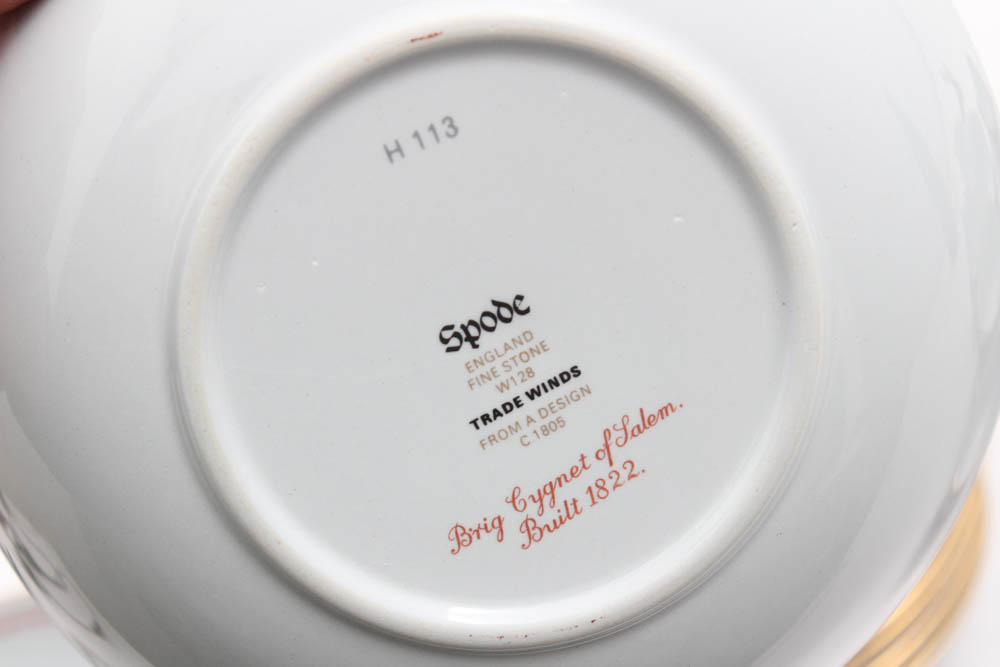 H 113
Spode
ENGLAND
FINE STONE
W128
TRADE WINDS
FROM A DESIGN
C.1805
Brig Cygnet of Salem.
Built 1822.